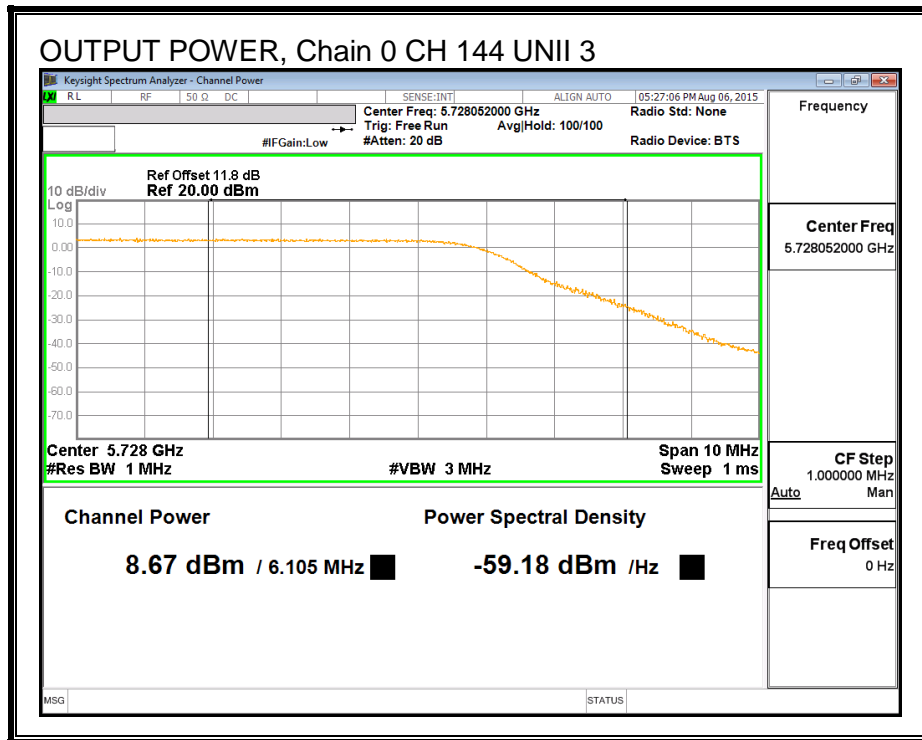 OUTPUT POWER, Chain 0 CH 144 UNII 3
Keysight Spectrum Analyzer - Channel Power
LXI RL RF 50 Ω DC SENSE:INT ALIGN AUTO 05:27:06 PM Aug 06, 2015
Center Freq: 5.728052000 GHz Radio Std: None
Trig: Free Run Avg|Hold: 100/100
#IFGain:Low #Atten: 20 dB Radio Device: BTS
Frequency
Ref Offset 11.8 dB
10 dB/div Ref 20.00 dBm
Log
10.0
0.00
-10.0
-20.0
-30.0
-40.0
-50.0
-60.0
-70.0
Center 5.728 GHz Span 10 MHz
#Res BW 1 MHz #VBW 3 MHz Sweep 1 ms
Center Freq
5.728052000 GHz
CF Step
1.000000 MHz
Auto Man
Freq Offset
0 Hz
Channel Power Power Spectral Density
8.67 dBm / 6.105 MHz -59.18 dBm /Hz
MSG STATUS